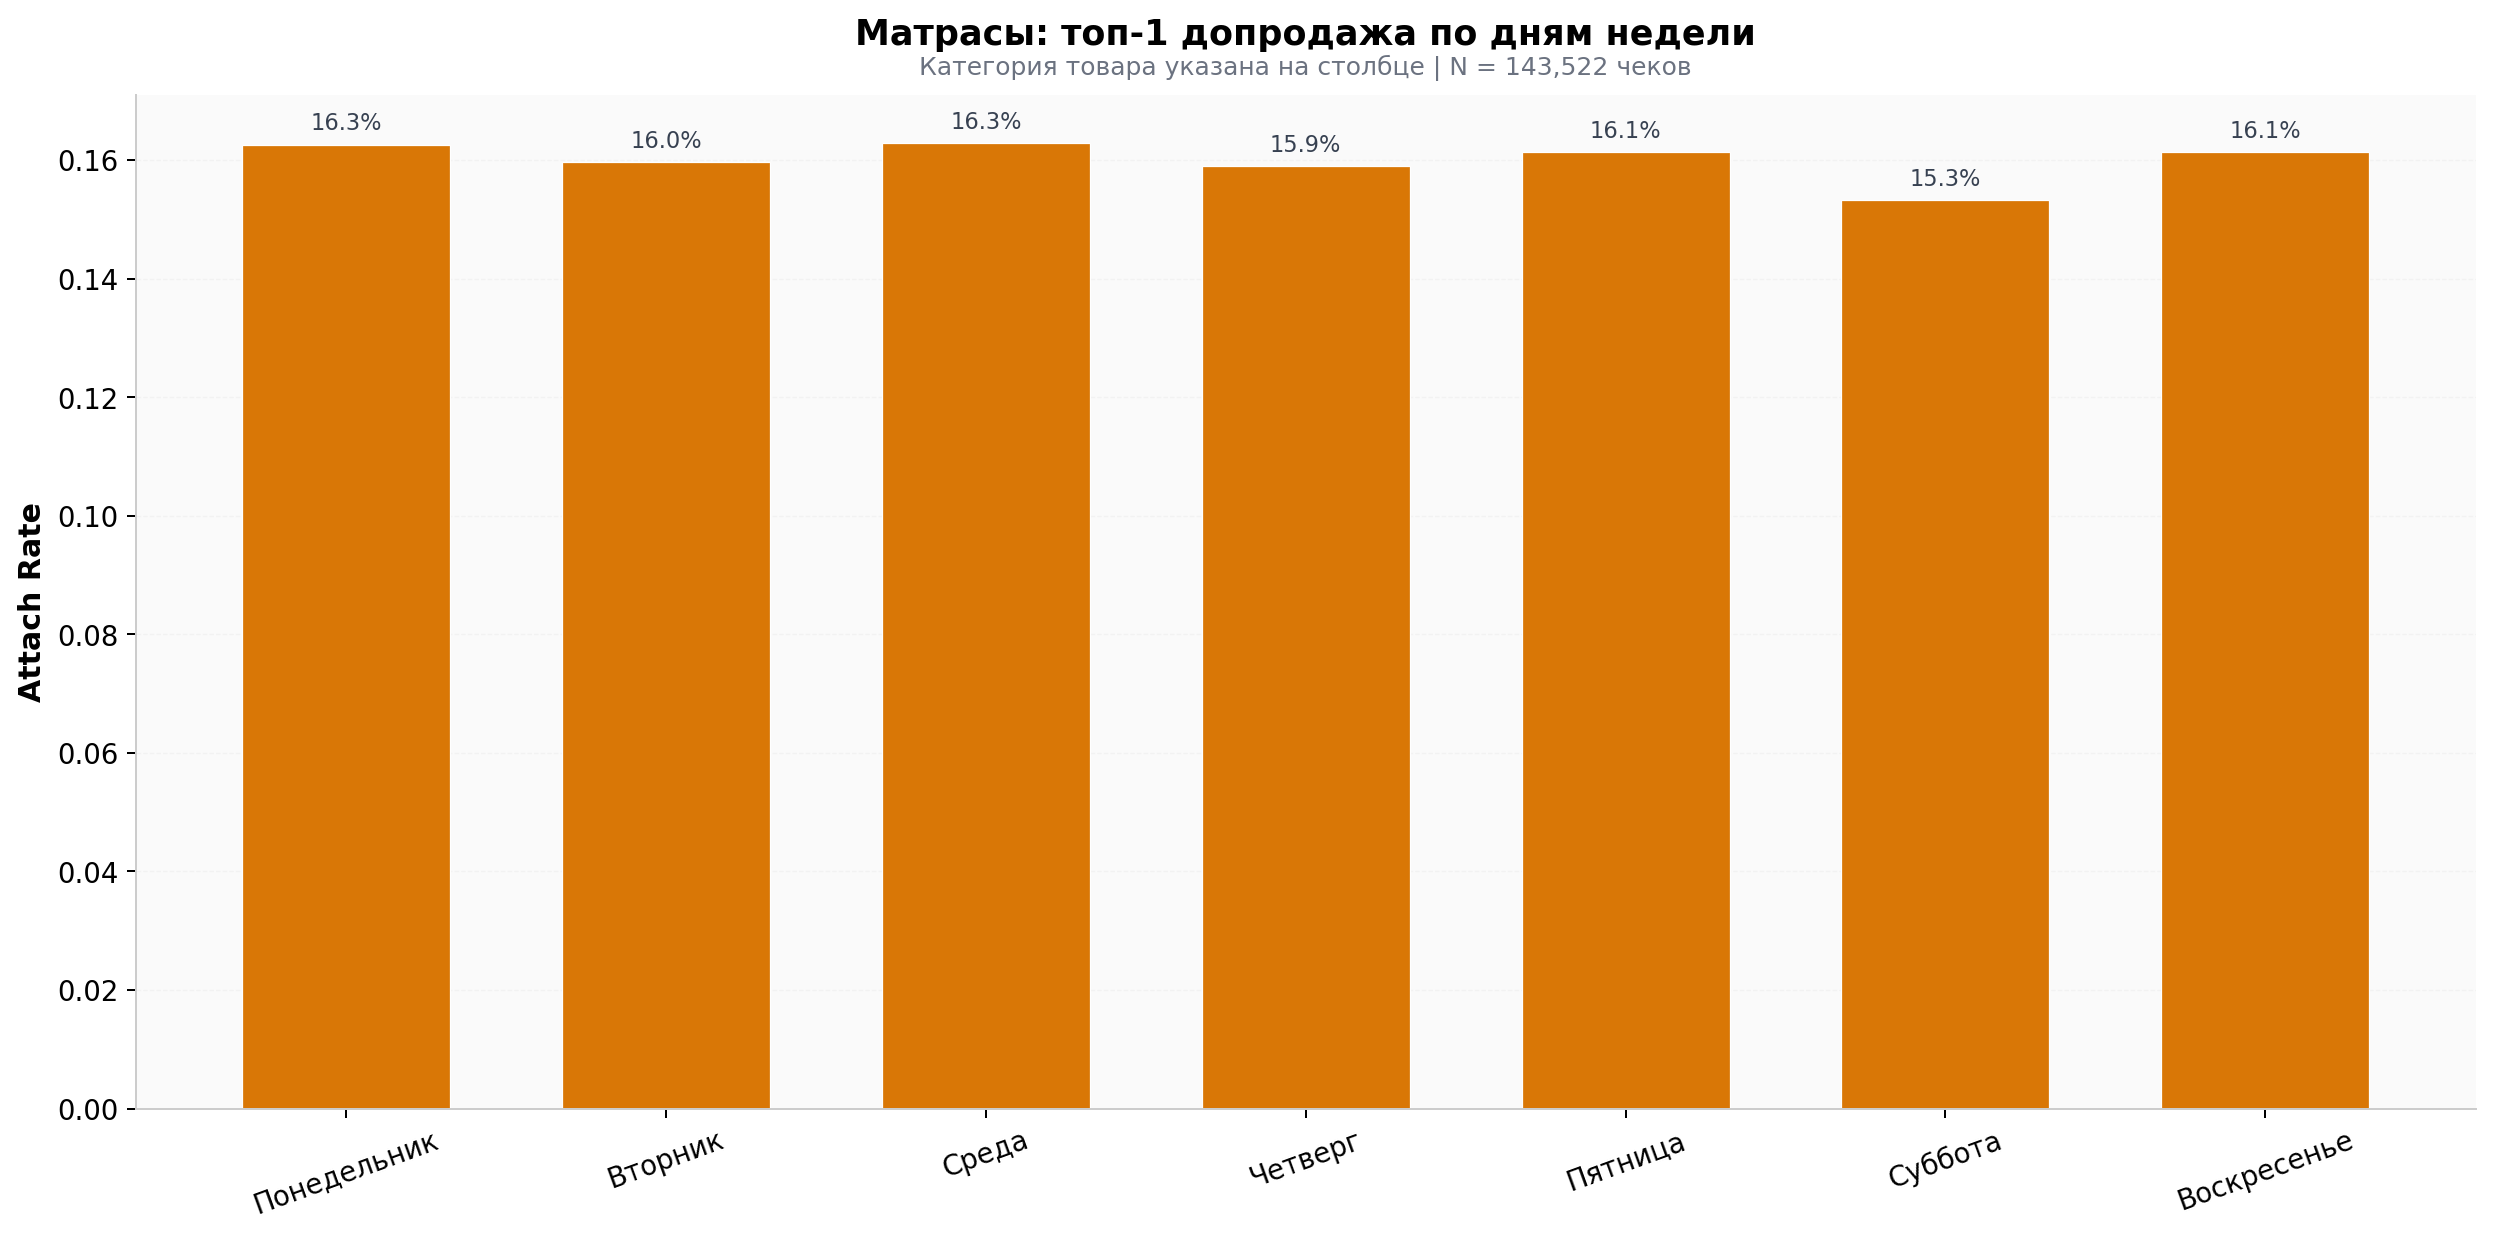 Матрасы: топ-1 допродажа по дням недели
Категория товара указана на столбце | N = 143,522 чеков
Attach Rate
0.16
0.14
0.12
0.10
0.08
0.06
0.04
0.02
0.00
16.3%
16.0%
16.3%
15.9%
16.1%
15.3%
16.1%
Понедельник
Вторник
Среда
Четверг
Пятница
Суббота
Воскресенье